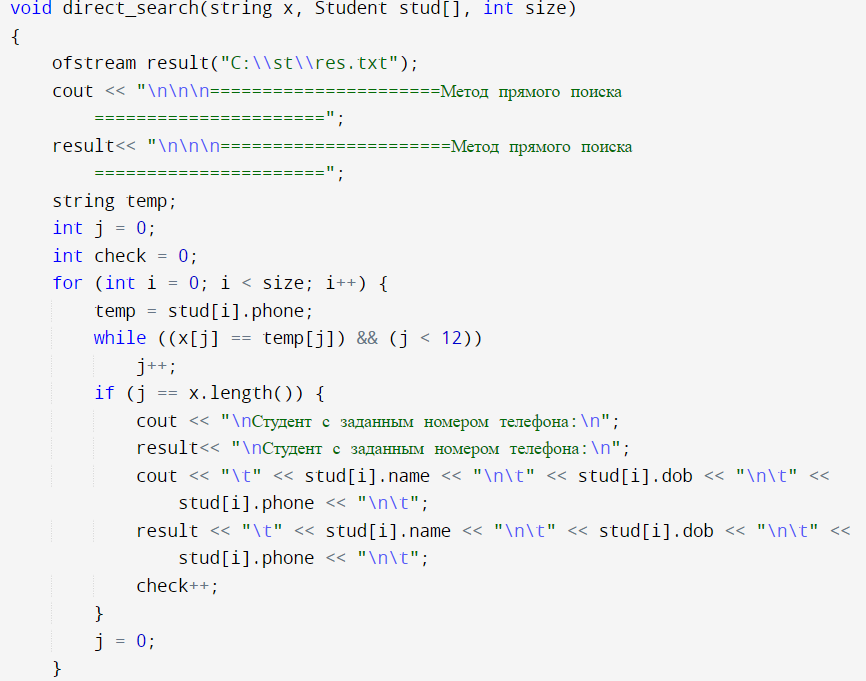 void direct_search(string x, Student stud[], int size)
{
    ofstream result("C:\\st\\res.txt");
    cout << "\n\n\n======================Метод прямого поиска
        ======================";
    result<< "\n\n\n======================Метод прямого поиска
        ======================";
    string temp;
    int j = 0;
    int check = 0;
    for (int i = 0; i < size; i++) {
        temp = stud[i].phone;
        while ((x[j] == temp[j]) && (j < 12))
            j++;
        if (j == x.length()) {
            cout << "\nСтудент с заданным номером телефона:\n";
            result<< "\nСтудент с заданным номером телефона:\n";
            cout << "\t" << stud[i].name << "\n\t" << stud[i].dob << "\n\t" <<
                stud[i].phone << "\n\t";
            result << "\t" << stud[i].name << "\n\t" << stud[i].dob << "\n\t" <<
                stud[i].phone << "\n\t";
            check++;
        }
        j = 0;
    }